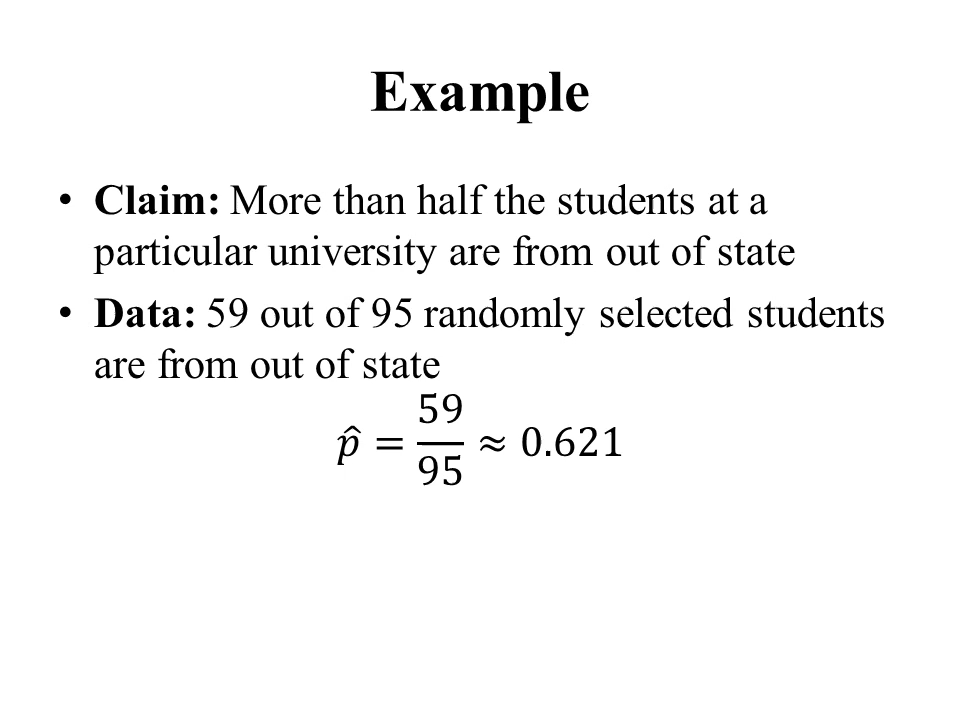 Example
• Claim: More than half the students at a
particular university are from out of state
• Data: 59 out of 95 randomly selected students
are from out of state
p̂ = 59/95 ≈ 0.621